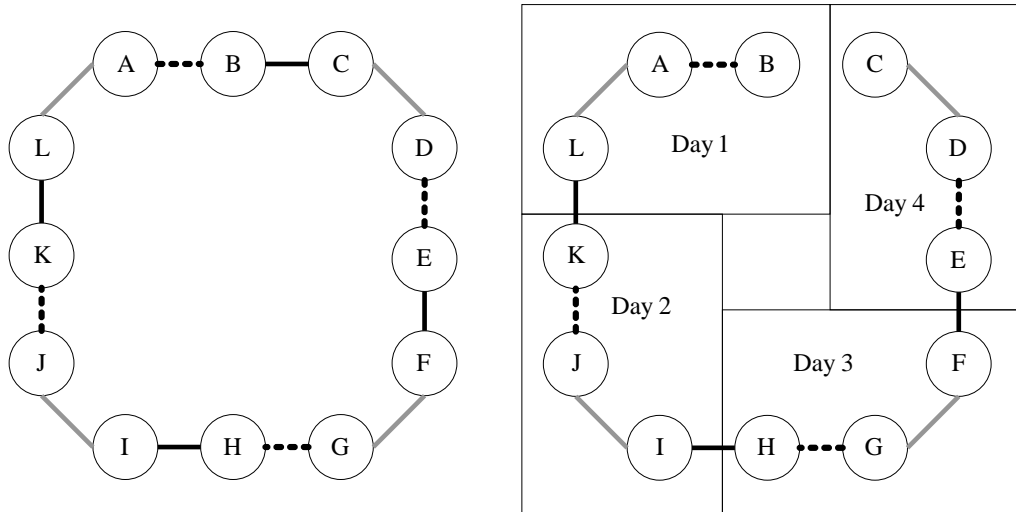 A B C
L D
K E
J F
I H G
A B C
L Day 1 D
Day 4
K E
Day 2
J Day 3 F
I H G